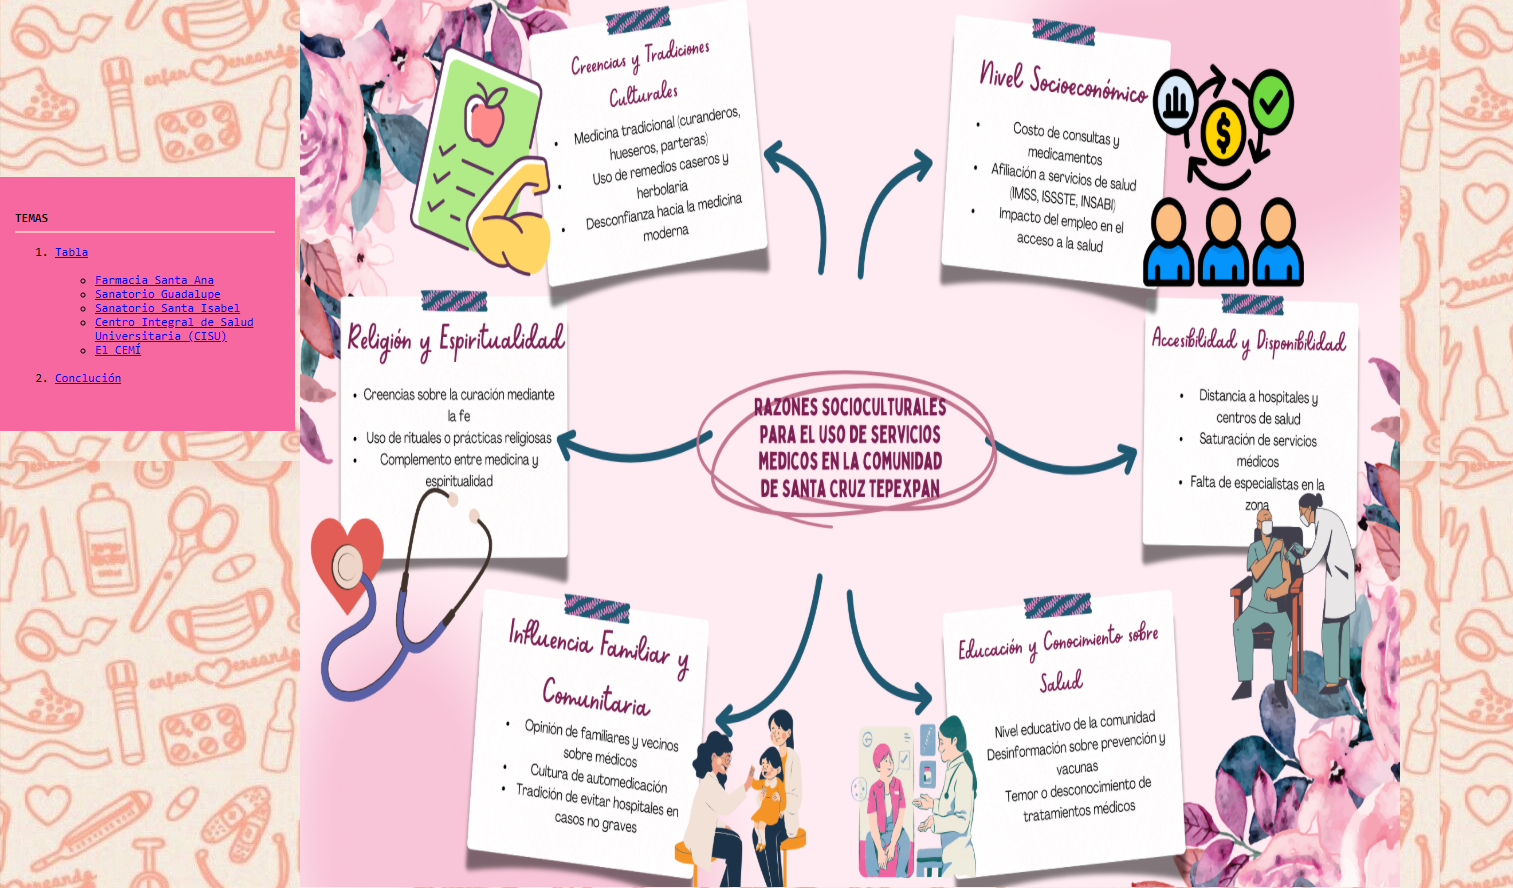 TEMAS
1. Tabla
Farmacia Santa Ana
Sanatorio Guadalupe
Sanatorio Santa Isabel
Centro Integral de Salud
Universitaria (CISU)
El CEMÍ
2. Conclución
Creencias y Tradiciones
Culturales
• Medicina tradicional (curanderos,
hueseros, parteras)
• Uso de remedios caseros y
herbolaria
• Desconfianza hacia la medicina
moderna
Nivel Socioeconómico
• Costo de consultas y
medicamentos
• Afiliación a servicios de salud
(IMSS, ISSSTE, INSABI)
• Impacto del empleo en el
acceso a la salud
Religión y Espiritualidad
• Creencias sobre la curación mediante
la fe
• Uso de rituales o prácticas religiosas
• Complemento entre medicina y
espiritualidad
RAZONES SOCIOCULTURALES
PARA EL USO DE SERVICIOS
MEDICOS EN LA COMUNIDAD
DE SANTA CRUZ TEPEXPAN
Accesibilidad y Disponibilidad
• Distancia a hospitales y
centros de salud
• Saturación de servicios
médicos
• Falta de especialistas en la
zona
Influencia Familiar y
Comunitaria
• Opinión de familiares y vecinos
sobre médicos
• Cultura de automedicación
• Tradición de evitar hospitales en
casos no graves
Educación y Conocimiento sobre
Salud
Nivel educativo de la comunidad
Desinformación sobre prevención y
vacunas
Temor o desconocimiento de
tratamientos médicos
enfermereando